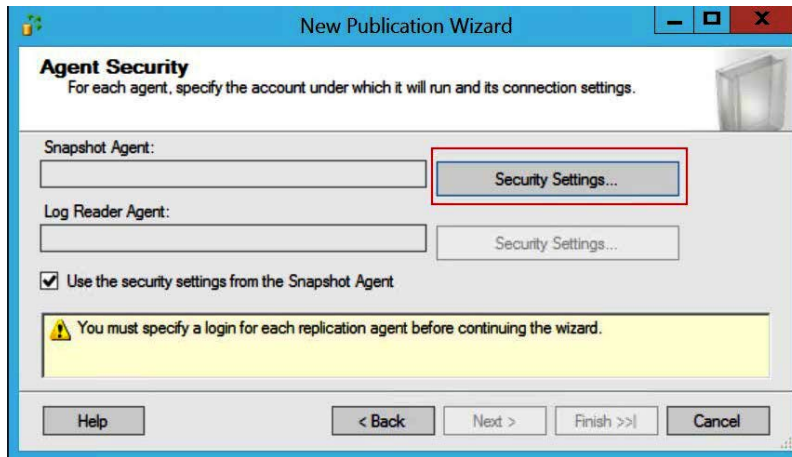 New Publication Wizard
Agent Security
For each agent, specify the account under which it will run and its connection settings.
Snapshot Agent:
Security Settings...
Log Reader Agent:
Security Settings...
Use the security settings from the Snapshot Agent
You must specify a login for each replication agent before continuing the wizard.
Help
< Back
Next >
Finish >>|
Cancel